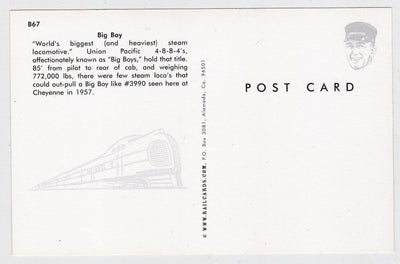 B67
Big Boy
"World's biggest (and heaviest) steam
locomotive." Union Pacific 4-8-8-4's,
affectionately known as "Big Boys," hold that title.
85' from pilot to rear of cab, and weighing
772,000 lbs, there were few steam loco's that
could out-pull a Big Boy like #3990 seen here at
Cheyenne in 1957.
© WWW.RAILCARDS.COM, P.O. Box 3081, Alameda, Ca. 94501
POST CARD